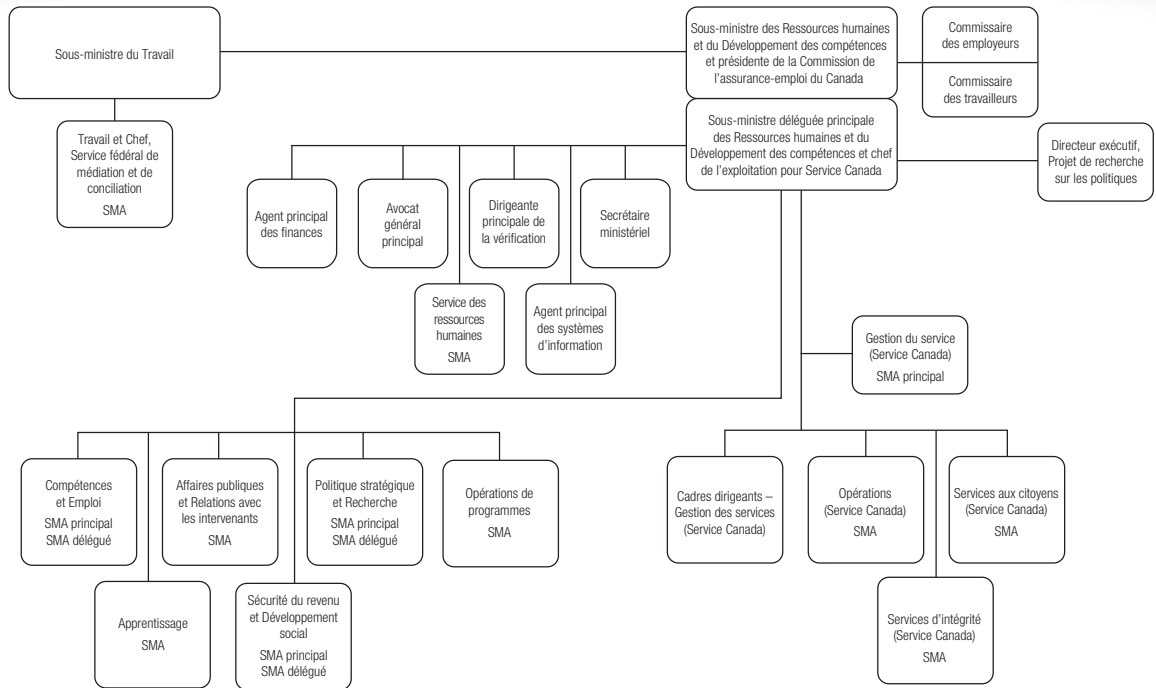 Sous-ministre du Travail
Sous-ministre des Ressources humaines
et du Développement des compétences
et présidente de la Commission de
l'assurance-emploi du Canada
Commissaire
des employeurs
Commissaire
des travailleurs
Sous-ministre déléguée principale
des Ressources humaines et du
Développement des compétences et chef
de l'exploitation pour Service Canada
Travail et Chef,
Service fédéral de
médiation et de
conciliation
SMA
Directeur exécutif,
Projet de recherche
sur les politiques
Agent principal
des finances
Avocat
général
principal
Dirigeante
principale de
la vérification
Secrétaire
ministériel
Service des
ressources
humaines
SMA
Agent principal
des systèmes
d'information
Gestion du service
(Service Canada)
SMA principal
Compétences
et Emploi
SMA principal
SMA délégué
Affaires publiques
et Relations avec
les intervenants
SMA
Politique stratégique
et Recherche
SMA principal
SMA délégué
Opérations de
programmes
SMA
Cadres dirigeants –
Gestion des services
(Service Canada)
Opérations
(Service Canada)
SMA
Services aux citoyens
(Service Canada)
SMA
Apprentissage
SMA
Sécurité du revenu
et Développement
social
SMA principal
SMA délégué
Services d'intégrité
(Service Canada)
SMA